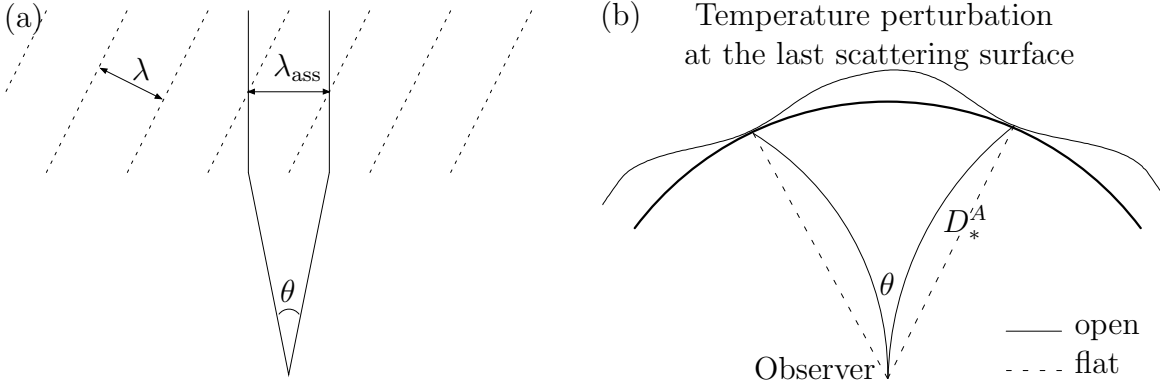 (a)
λ
λass
θ
(b)
Temperature perturbation
at the last scattering surface
D*A
θ
Observer
open
flat